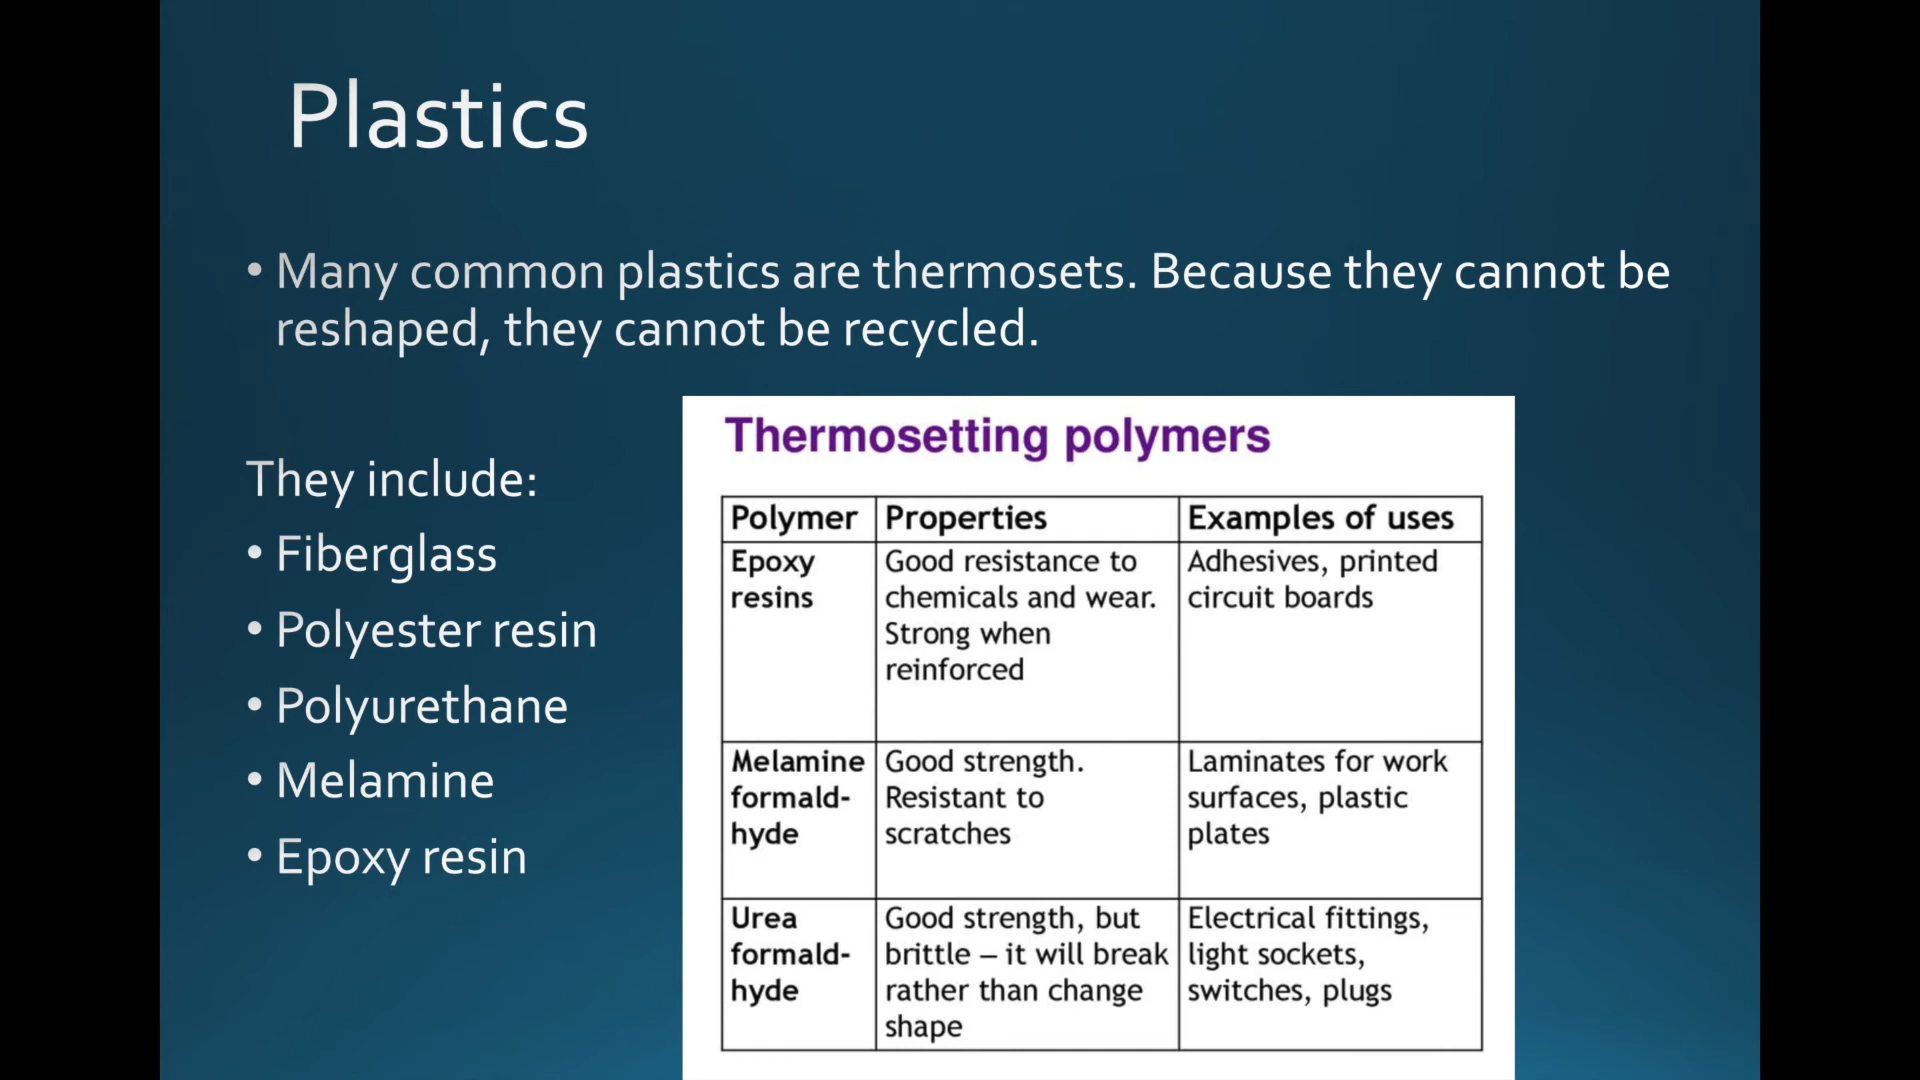 Plastics
• Many common plastics are thermosets. Because they cannot be
reshaped, they cannot be recycled.
They include:
• Fiberglass
• Polyester resin
• Polyurethane
• Melamine
• Epoxy resin
Thermosetting polymers
Polymer Properties Examples of uses
Epoxy Good resistance to Adhesives, printed
resins chemicals and wear. circuit boards
Strong when
reinforced
Melamine Good strength. Laminates for work
formald- Resistant to surfaces, plastic
hyde scratches plates
Urea Good strength, but Electrical fittings,
formald- brittle – it will break light sockets,
hyde rather than change switches, plugs
shape